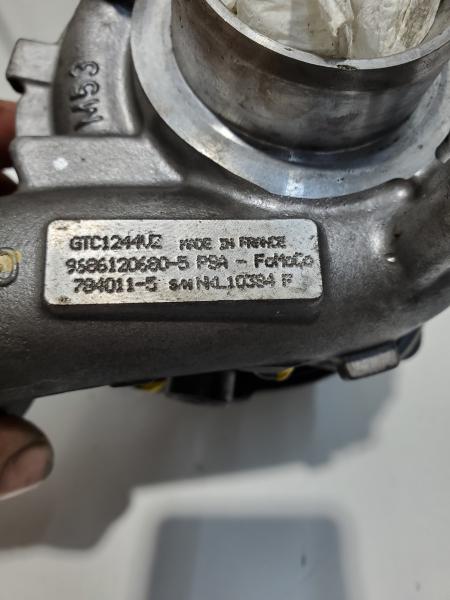 M53
GTC1244VZ MADE IN FRANCE
9686120680-5 PSA - FoMoCo
784011-5 S/N NKL10384 P